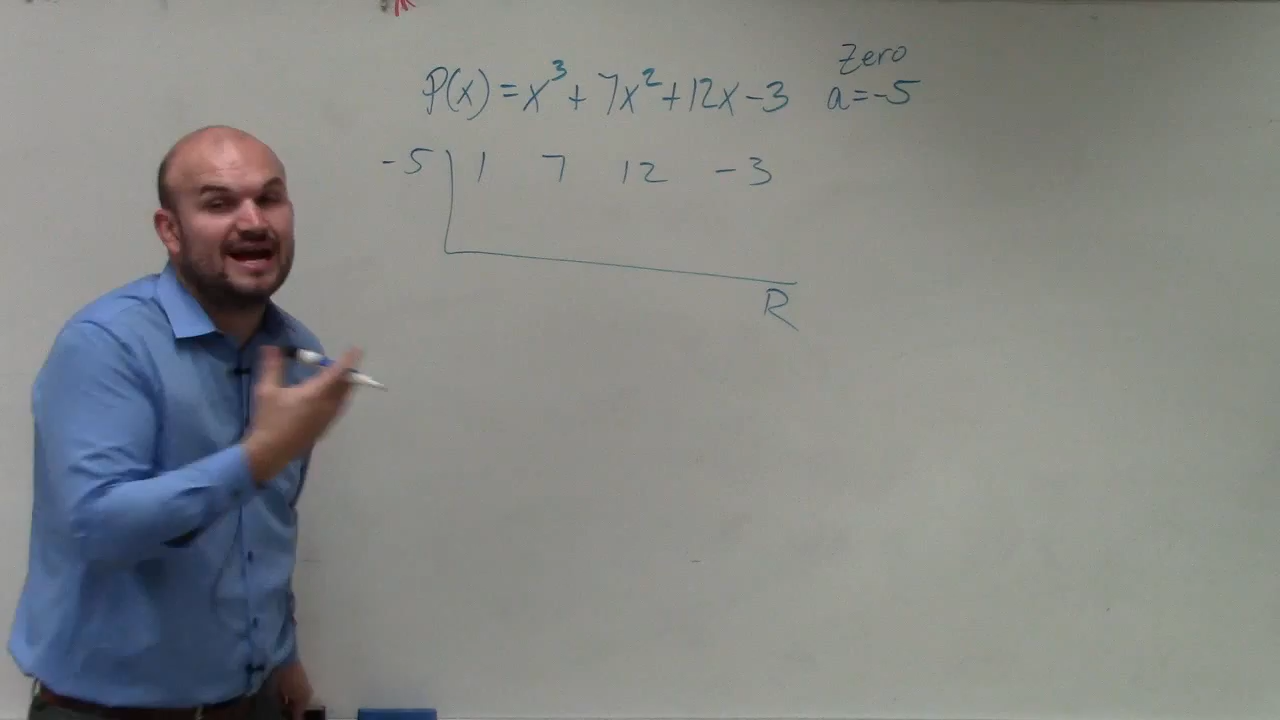 Zero
P(x) = x³ + 7x² + 12x - 3 a = -5
-5 | 1 7 12 -3
R